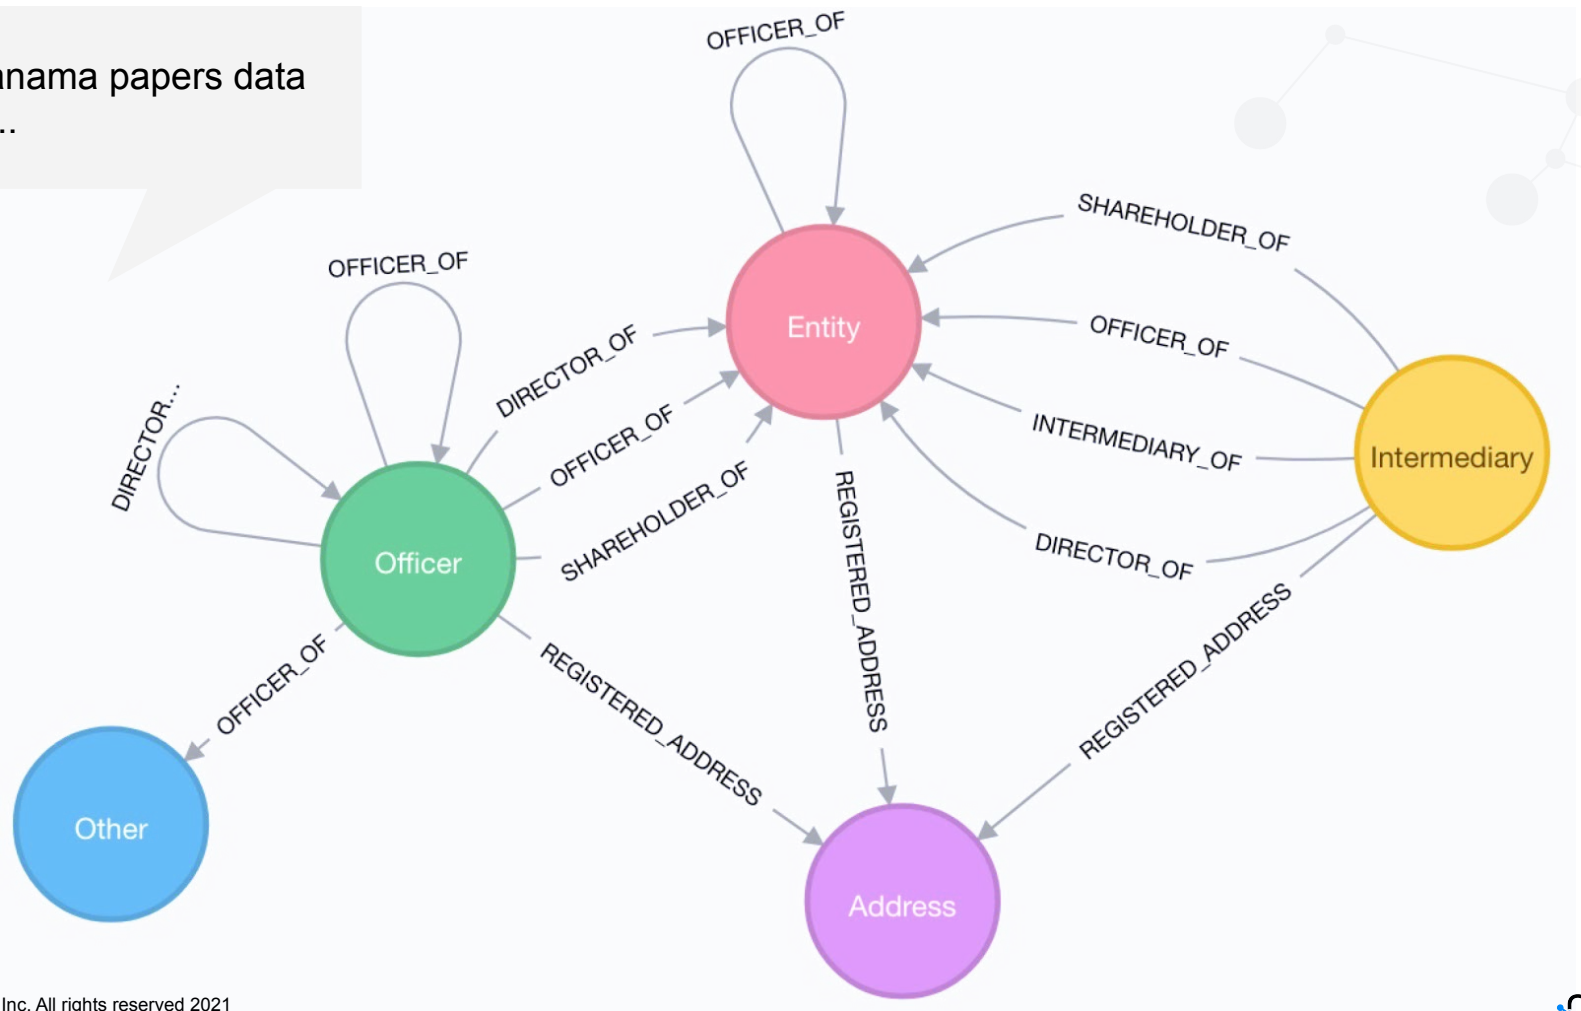 anama papers data
..
OFFICER_OF
SHAREHOLDER_OF
OFFICER_OF
DIRECTOR_OF
Entity
OFFICER_OF
DIRECTOR...
OFFICER_OF
INTERMEDIARY_OF
Intermediary
SHAREHOLDER_OF
REGISTERED_ADDRESS
DIRECTOR_OF
Officer
OFFICER_OF
REGISTERED_ADDRESS
REGISTERED_ADDRESS
Other
Address
Inc. All rights reserved 2021